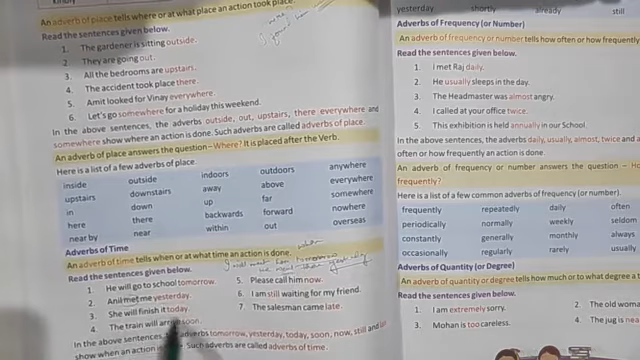 An adverb of place tells where or at what place an action took place.
Read the sentences given below.
1. The gardener is sitting outside.
2. They are going out.
3. All the bedrooms are upstairs.
4. The accident took place there.
5. Amit looked for Vinay everywhere.
6. Let's go somewhere for a holiday this weekend.
In the above sentences, the adverbs outside, out, upstairs, there everywhere and
somewhere show where an action is done. Such adverbs are called adverbs of place.
An adverb of place answers the question – Where? It is placed after the Verb.
Here is a list of a few adverbs of place.
inside outside indoors outdoors anywhere
upstairs downstairs away above everywhere
in down up far somewhere
here there backwards forward nowhere
near by near within out overseas
Adverbs of Time
An adverb of time tells when or at what time an action is done.
Read the sentences given below.
1. He will go to school tomorrow.
2. Anil met me yesterday.
3. She will finish it today.
4. The train will arrive soon.
5. Please call him now.
6. I am still waiting for my friend.
7. The salesman came late.
In the above sentences, the adverbs tomorrow, yesterday, today, soon, now, still and
show when an action Such adverbs are called adverbs of time.
yesterday shortly already still
Adverbs of Frequency (or Number)
An adverb of frequency or number tells how often or how frequently
Read the sentences given below.
1. I met Raj daily.
2. He usually sleeps in the day.
3. The Headmaster was almost angry.
4. I called at your office twice.
5. This exhibition is held annually in our School.
In the above sentences, the adverbs daily, usually, almost, twice and
often or how frequently an action is done.
An adverb of frequency or number answers the question –
frequently?
Here is a list of a few common adverbs of frequency (or number).
frequently repeatedly daily often
periodically normally weekly seldom
constantly generally monthly always
occasionally regularly rarely usually
Adverbs of Quantity (or Degree)
An adverb of quantity or degree tells how much or to what degree
Read the sentences given below.
1. I am extremely sorry.
2. The old
3. Mohan is too careless.
4. The jug is